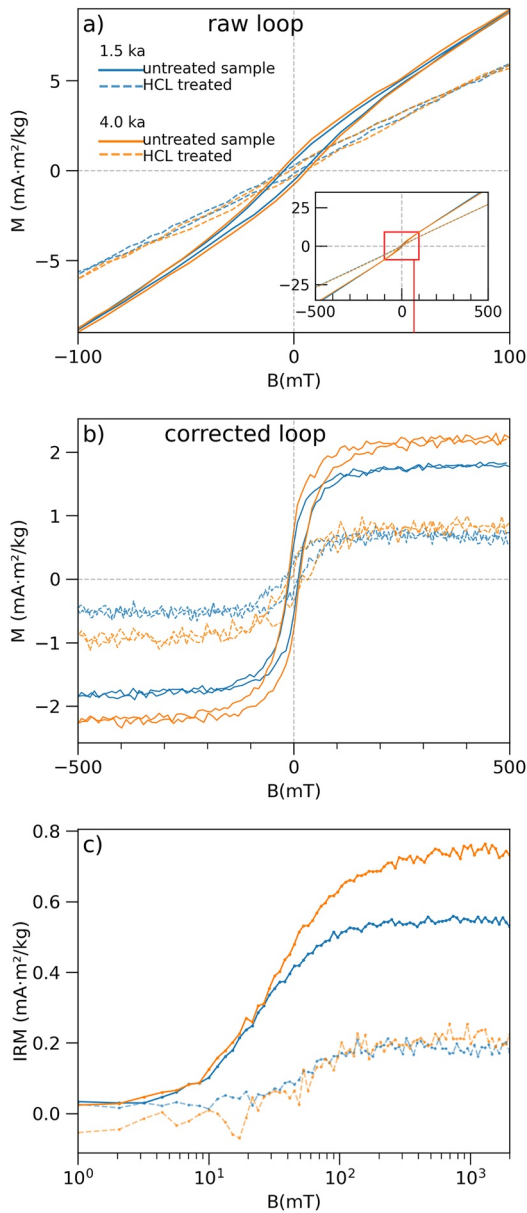 a)
raw loop
1.5 ka
untreated sample
HCL treated
4.0 ka
untreated sample
HCL treated
M (mA·m²/kg)
5
0
−5
25
0
−25
−500
0
500
−100
0
100
B(mT)
b)
corrected loop
M (mA·m²/kg)
2
1
0
−1
−2
−500
0
500
B(mT)
c)
IRM (mA·m²/kg)
0.8
0.6
0.4
0.2
0.0
10⁰
10¹
10²
10³
B(mT)